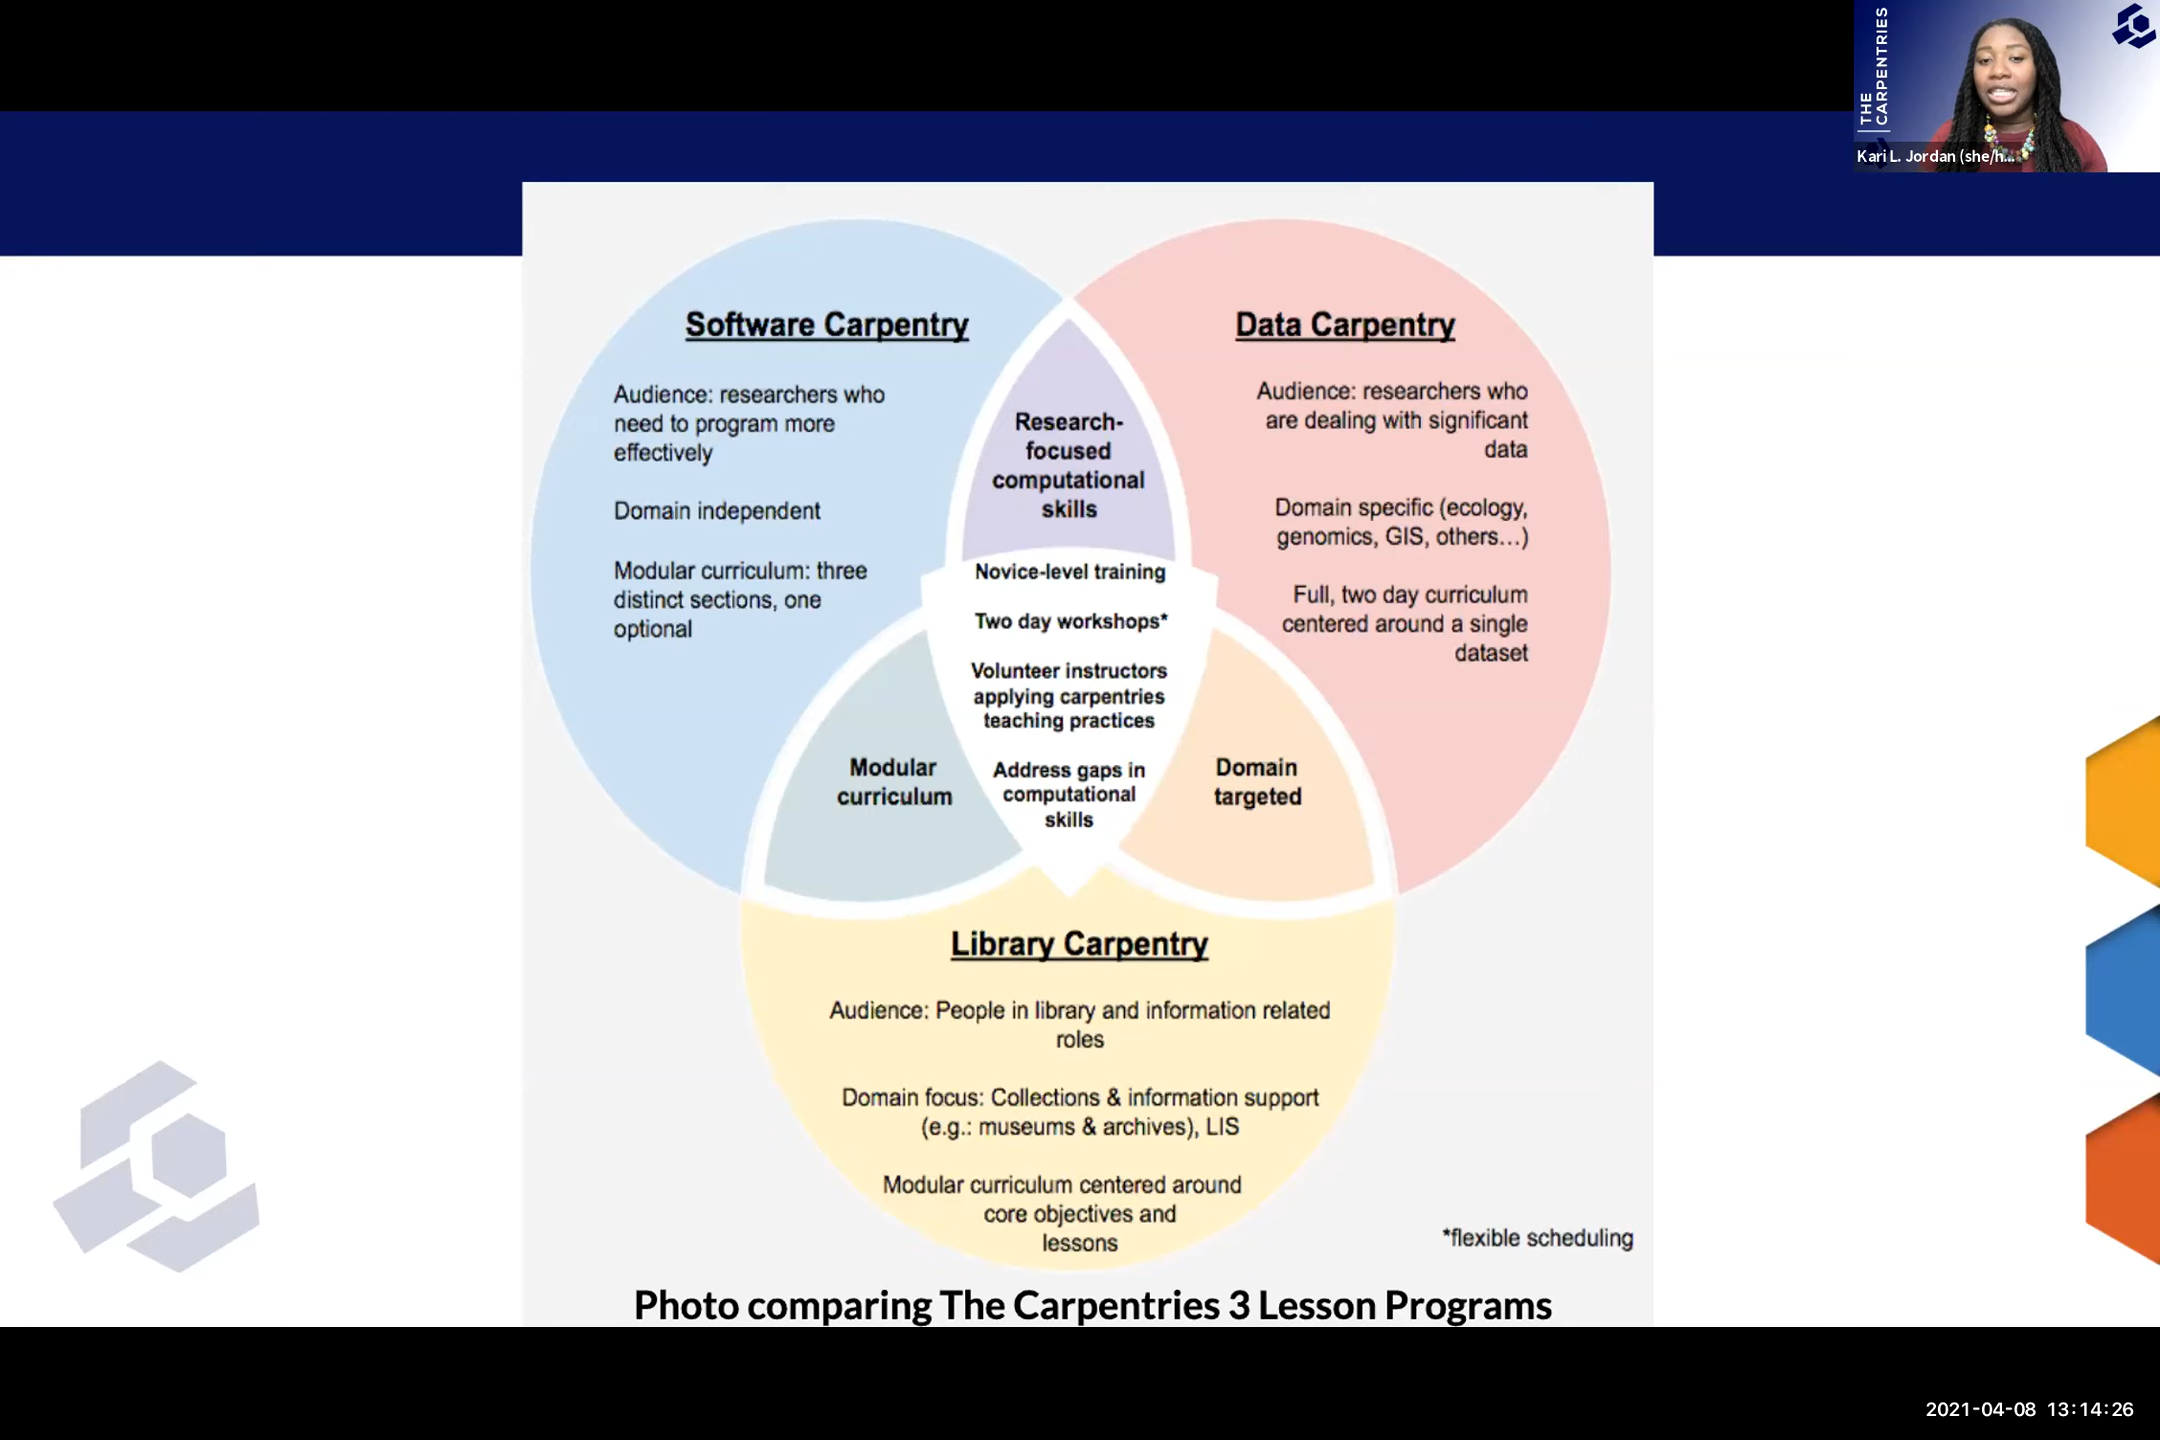 THE
CARPENTRIES
Kari L. Jordan (she/h...
Software Carpentry
Audience: researchers who
need to program more
effectively
Domain independent
Modular curriculum: three
distinct sections, one
optional
Research-
focused
computational
skills
Data Carpentry
Audience: researchers who
are dealing with significant
data
Domain specific (ecology,
genomics, GIS, others...)
Full, two day curriculum
centered around a single
dataset
Novice-level training
Two day workshops*
Volunteer instructors
applying carpentries
teaching practices
Address gaps in
computational
skills
Modular
curriculum
Domain
targeted
Library Carpentry
Audience: People in library and information related
roles
Domain focus: Collections & information support
(e.g.: museums & archives), LIS
Modular curriculum centered around
core objectives and
lessons
*flexible scheduling
Photo comparing The Carpentries 3 Lesson Programs
2021-04-08 13:14:26